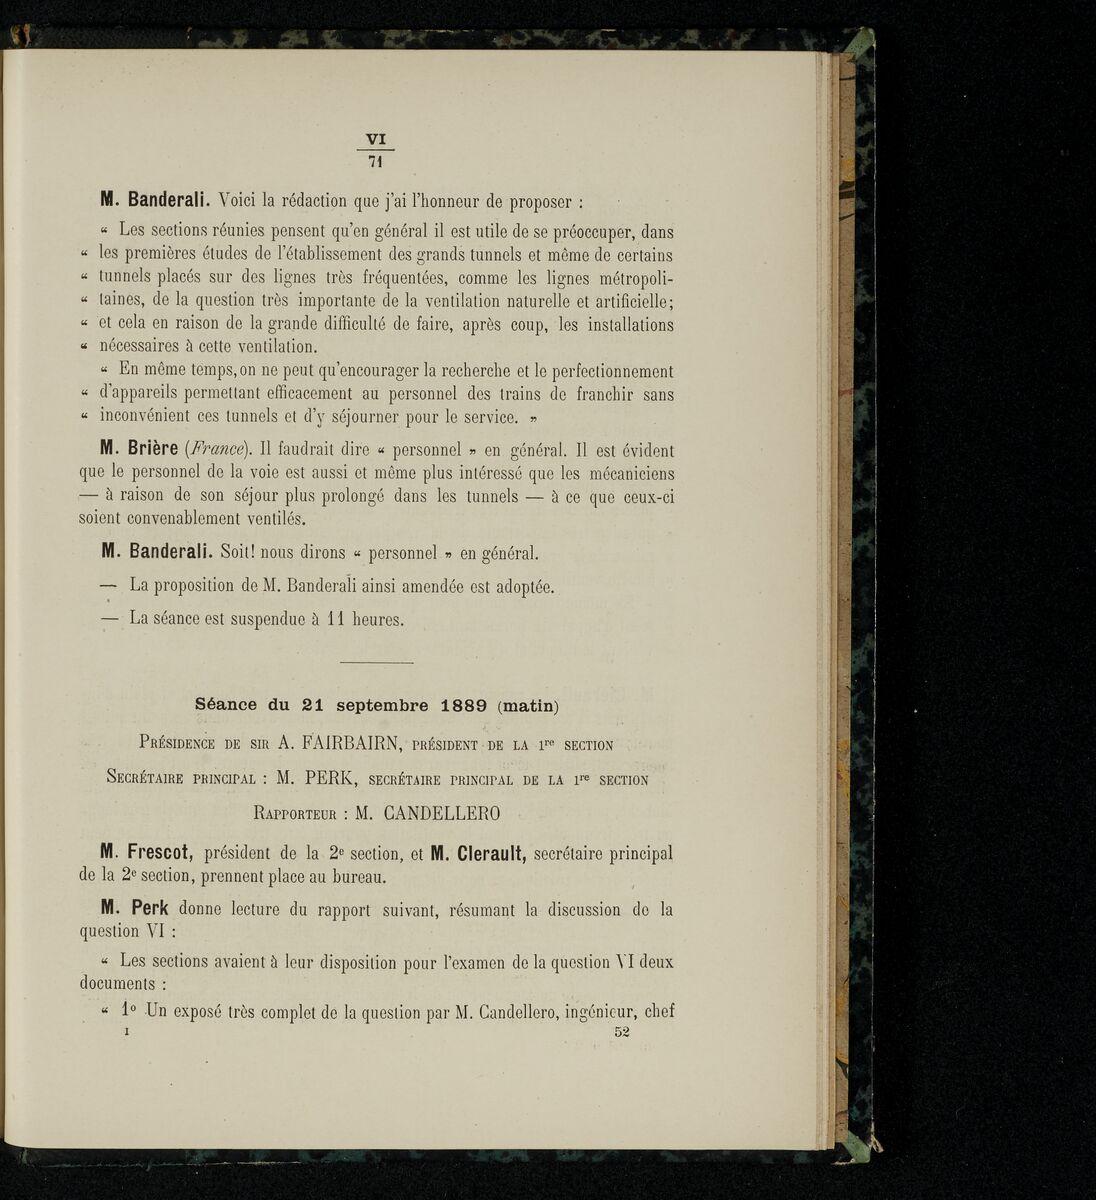 VI
71
M. Banderali. Voici la rédaction que j'ai l'honneur de proposer :
“ Les sections réunies pensent qu'en général il est utile de se préoccuper, dans
“ les premières études de l'établissement des grands tunnels et même de certains
“ tunnels placés sur des lignes très fréquentées, comme les lignes métropoli-
“ taines, de la question très importante de la ventilation naturelle et artificielle;
“ et cela en raison de la grande difficulté de faire, après coup, les installations
“ nécessaires à cette ventilation.
“ En même temps, on ne peut qu'encourager la recherche et le perfectionnement
“ d'appareils permettant efficacement au personnel des trains de franchir sans
“ inconvénient ces tunnels et d'y séjourner pour le service. „
M. Brière (France). Il faudrait dire “ personnel „ en général. Il est évident
que le personnel de la voie est aussi et même plus intéressé que les mécaniciens
— à raison de son séjour plus prolongé dans les tunnels — à ce que ceux-ci
soient convenablement ventilés.
M. Banderali. Soit! nous dirons “ personnel „ en général.
— La proposition de M. Banderali ainsi amendée est adoptée.
— La séance est suspendue à 11 heures.
Séance du 21 septembre 1889 (matin)
Présidence de sir A. FAIRBAIRN, président de la 1re section
Secrétaire principal : M. PERK, secrétaire principal de la 1re section
Rapporteur : M. CANDELLERO
M. Frescot, président de la 2e section, et M. Clerault, secrétaire principal
de la 2e section, prennent place au bureau.
M. Perk donne lecture du rapport suivant, résumant la discussion de la
question VI :
“ Les sections avaient à leur disposition pour l'examen de la question VI deux
documents :
“ 1o Un exposé très complet de la question par M. Candellero, ingénieur, chef
I 52